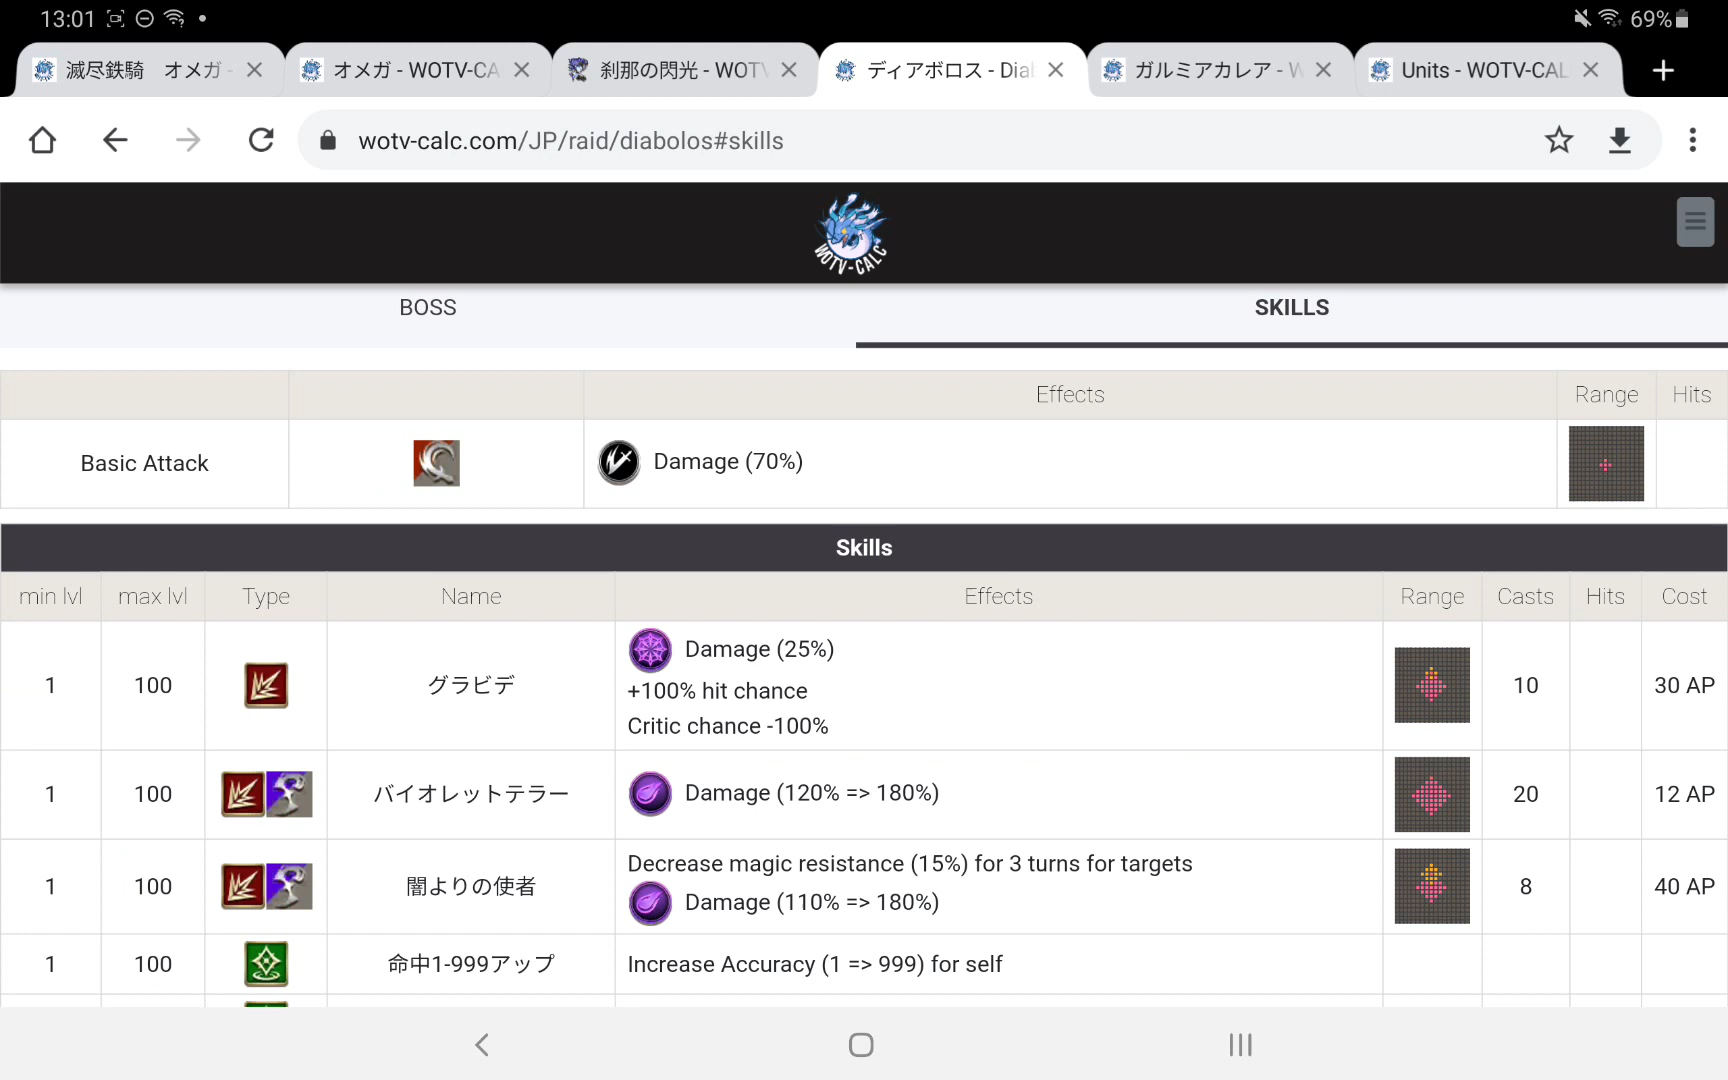 13:01 69%
滅尽鉄騎　オメガ -
オメガ - WOTV-CA
刹那の閃光 - WOTV
ディアボロス - Dia
ガルミアカレア - W
Units - WOTV-CAL
wotv-calc.com/JP/raid/diabolos#skills
WOTV-CALC
BOSS SKILLS
Effects Range Hits
Basic Attack Damage (70%)
Skills
min lvl max lvl Type Name Effects Range Casts Hits Cost
Damage (25%)
1 100 グラビデ +100% hit chance 10 30 AP
Critic chance -100%
1 100 バイオレットテラー Damage (120% => 180%) 20 12 AP
Decrease magic resistance (15%) for 3 turns for targets
1 100 闇よりの使者 8 40 AP
Damage (110% => 180%)
1 100 命中1-999アップ Increase Accuracy (1 => 999) for self